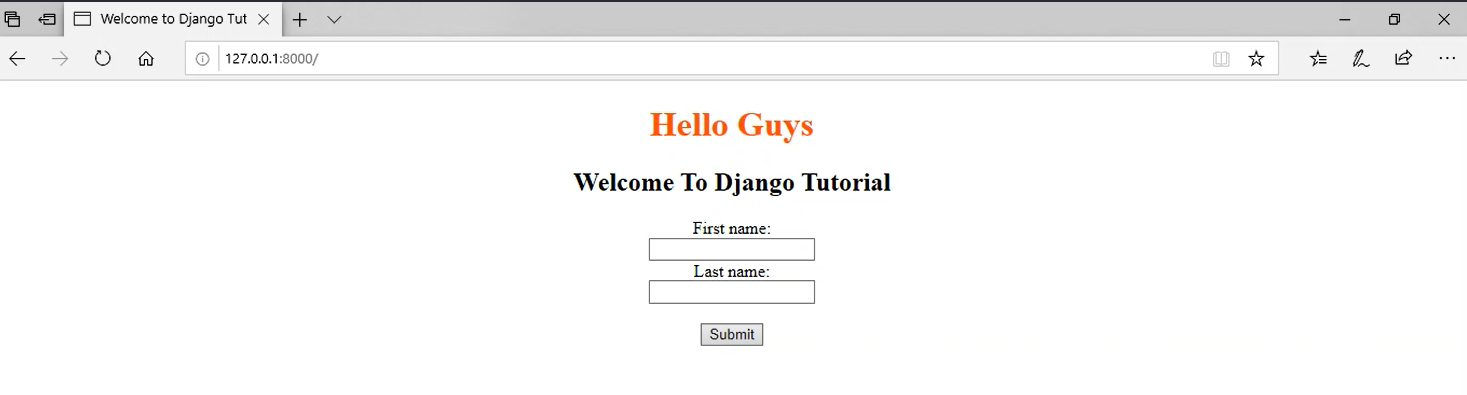 Welcome to Django Tut
127.0.0.1:8000/
Hello Guys
Welcome To Django Tutorial
First name:
Last name:
Submit